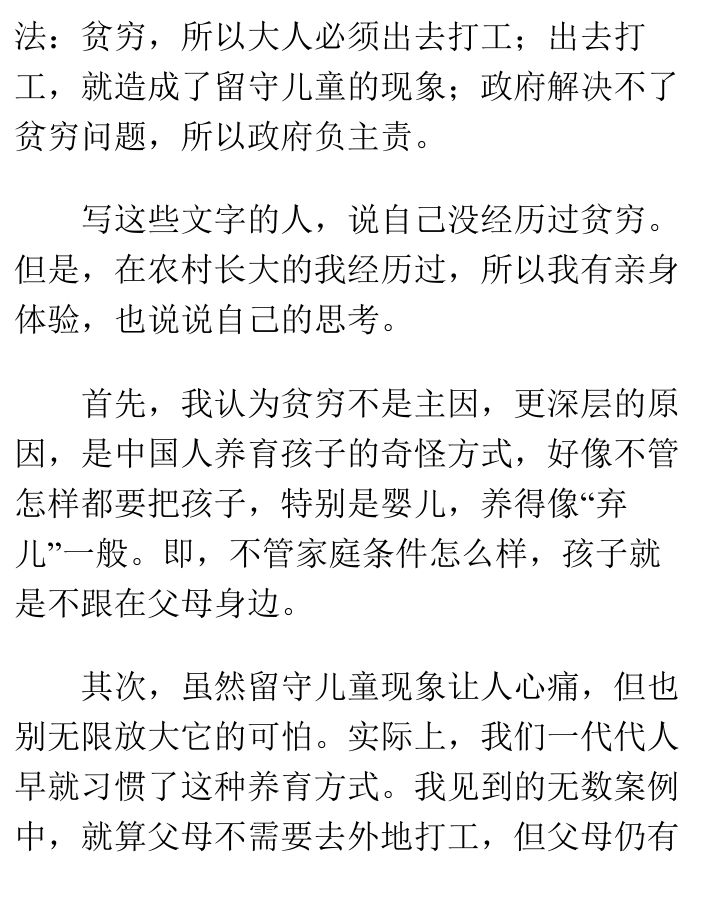 法：贫穷，所以大人必须出去打工；出去打
工，就造成了留守儿童的现象；政府解决不了
贫穷问题，所以政府负主责。
写这些文字的人，说自己没经历过贫穷。
但是，在农村长大的我经历过，所以我有亲身
体验，也说说自己的思考。
首先，我认为贫穷不是主因，更深层的原
因，是中国人养育孩子的奇怪方式，好像不管
怎样都要把孩子，特别是婴儿，养得像“弃
儿”一般。即，不管家庭条件怎么样，孩子就
是不跟在父母身边。
其次，虽然留守儿童现象让人心痛，但也
别无限放大它的可怕。实际上，我们一代代人
早就习惯了这种养育方式。我见到的无数案例
中，就算父母不需要去外地打工，但父母仍有